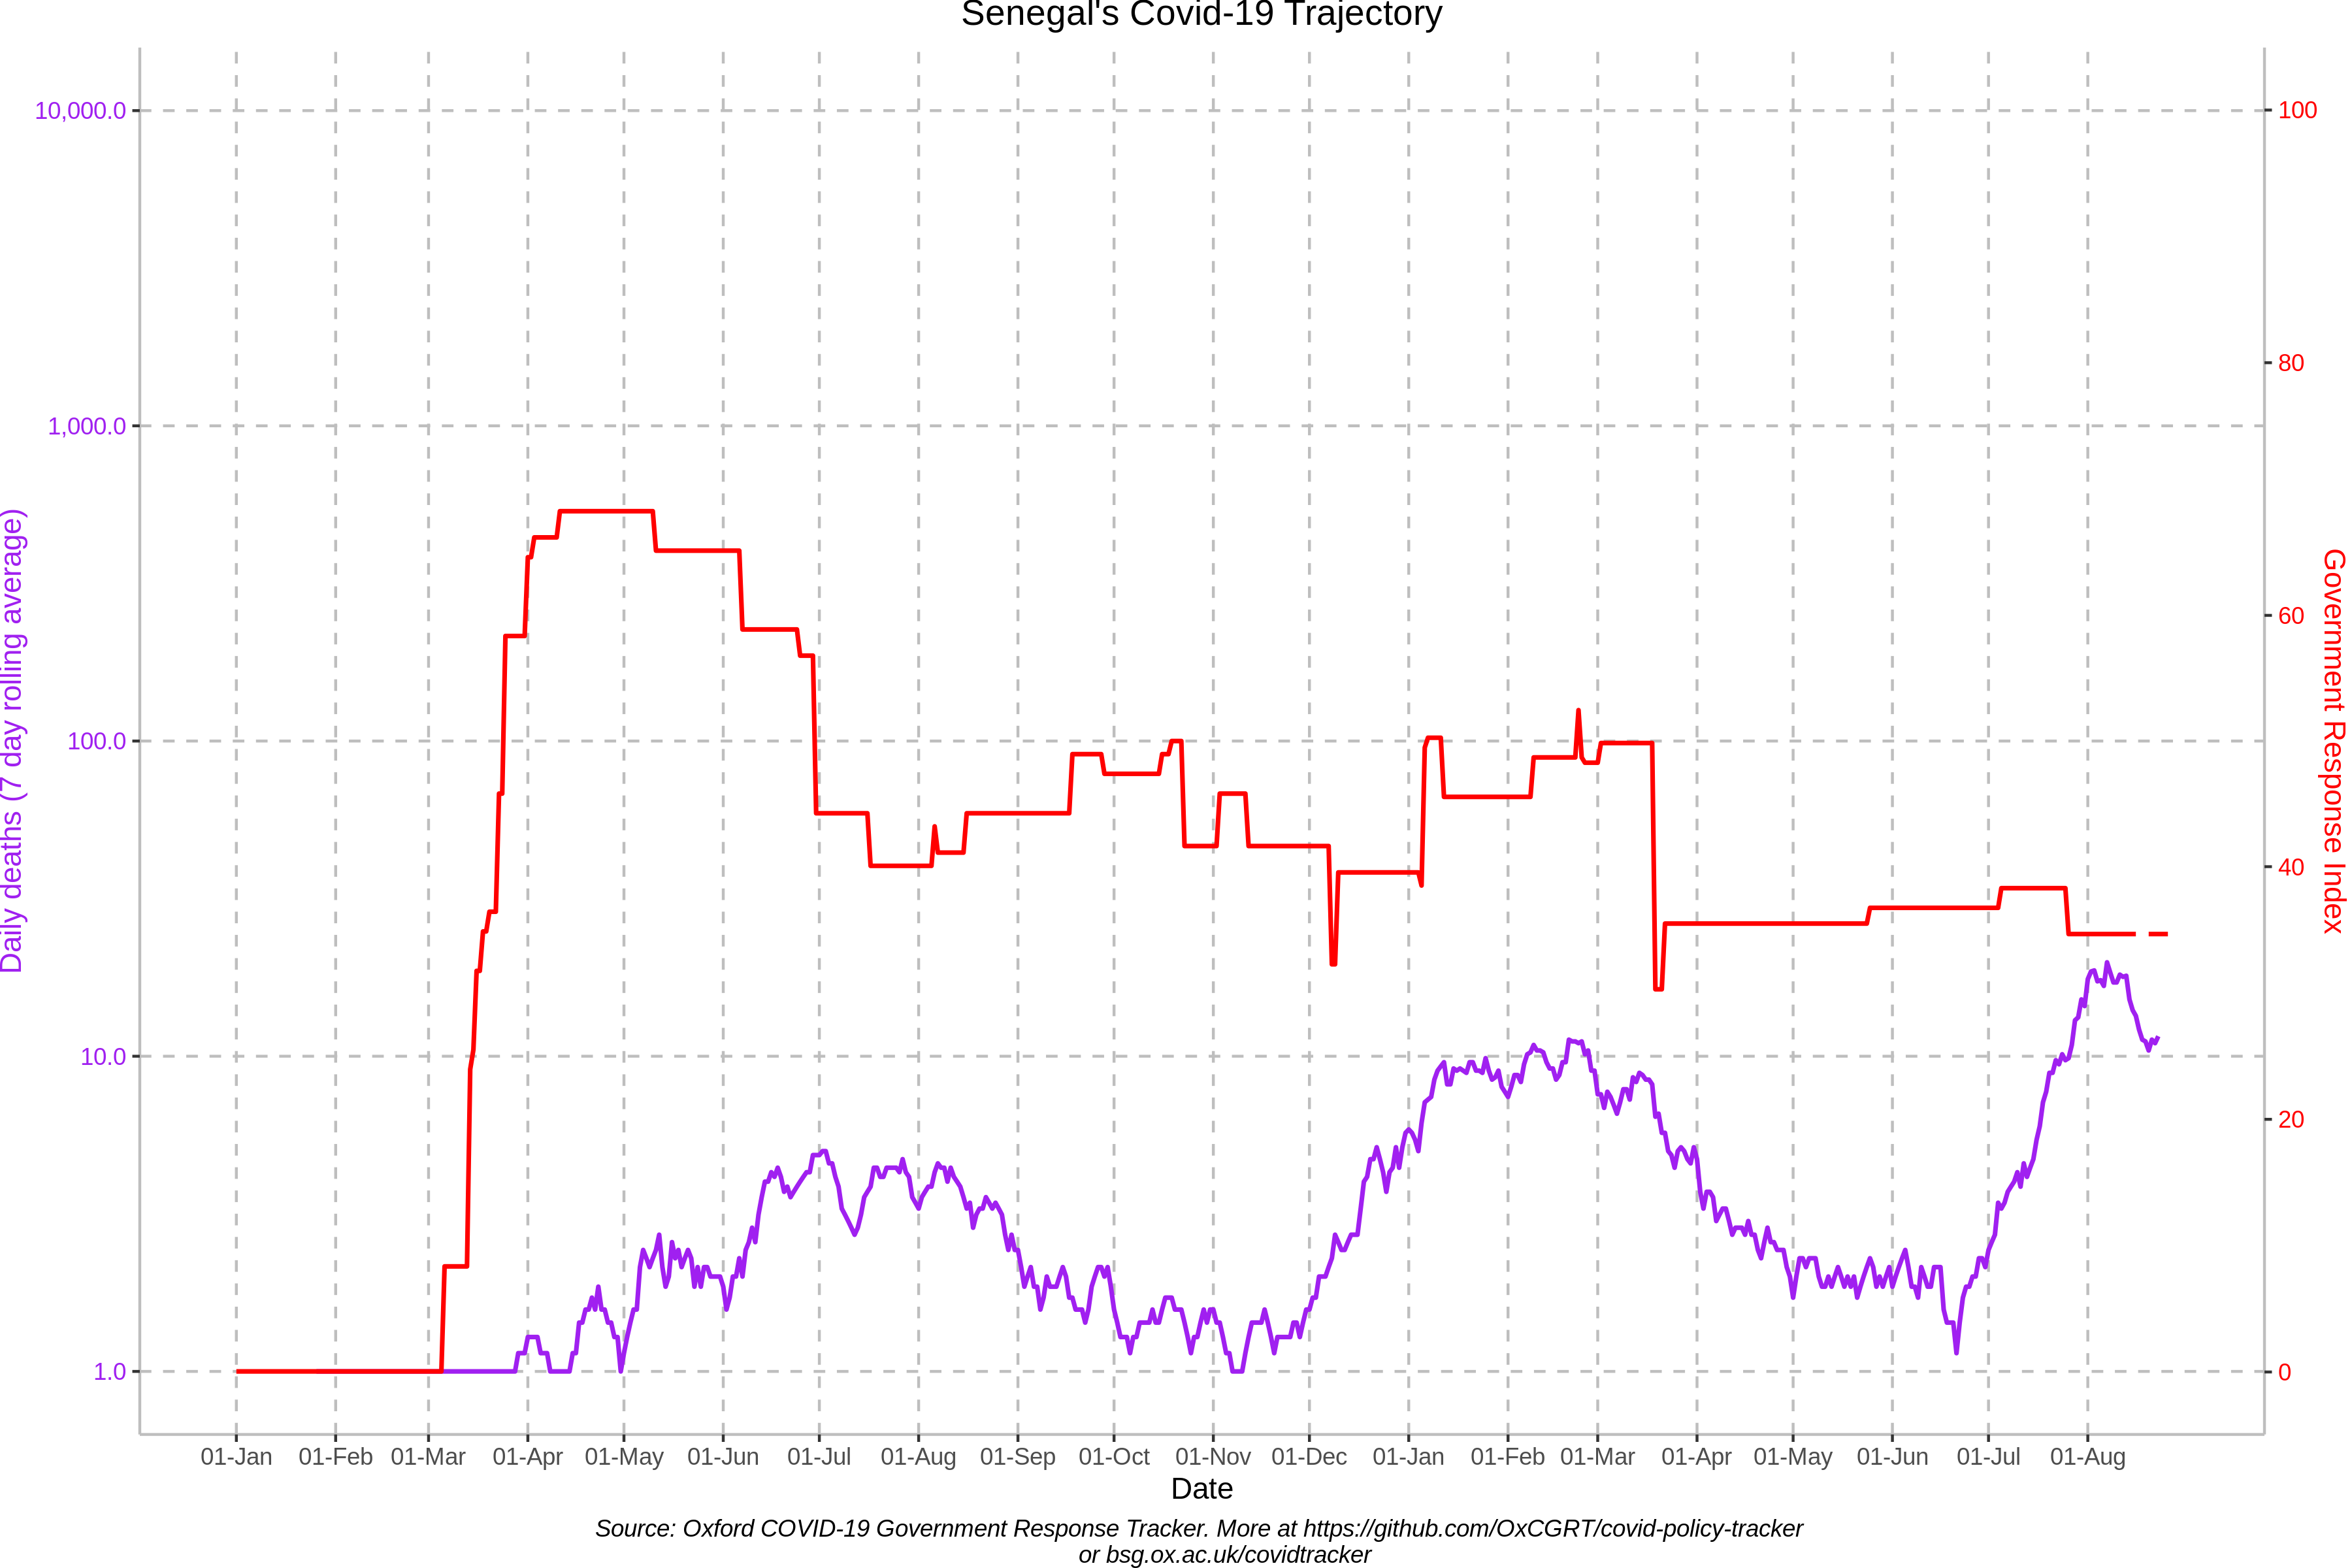 Senegal's Covid-19 Trajectory
10,000.0
1,000.0
100.0
10.0
1.0
Daily deaths (7 day rolling average)
100
80
60
40
20
0
Government Response Index
01-Jan 01-Feb 01-Mar 01-Apr 01-May 01-Jun 01-Jul 01-Aug 01-Sep 01-Oct 01-Nov 01-Dec 01-Jan 01-Feb 01-Mar 01-Apr 01-May 01-Jun 01-Jul 01-Aug
Date
Source: Oxford COVID-19 Government Response Tracker. More at https://github.com/OxCGRT/covid-policy-tracker
or bsg.ox.ac.uk/covidtracker